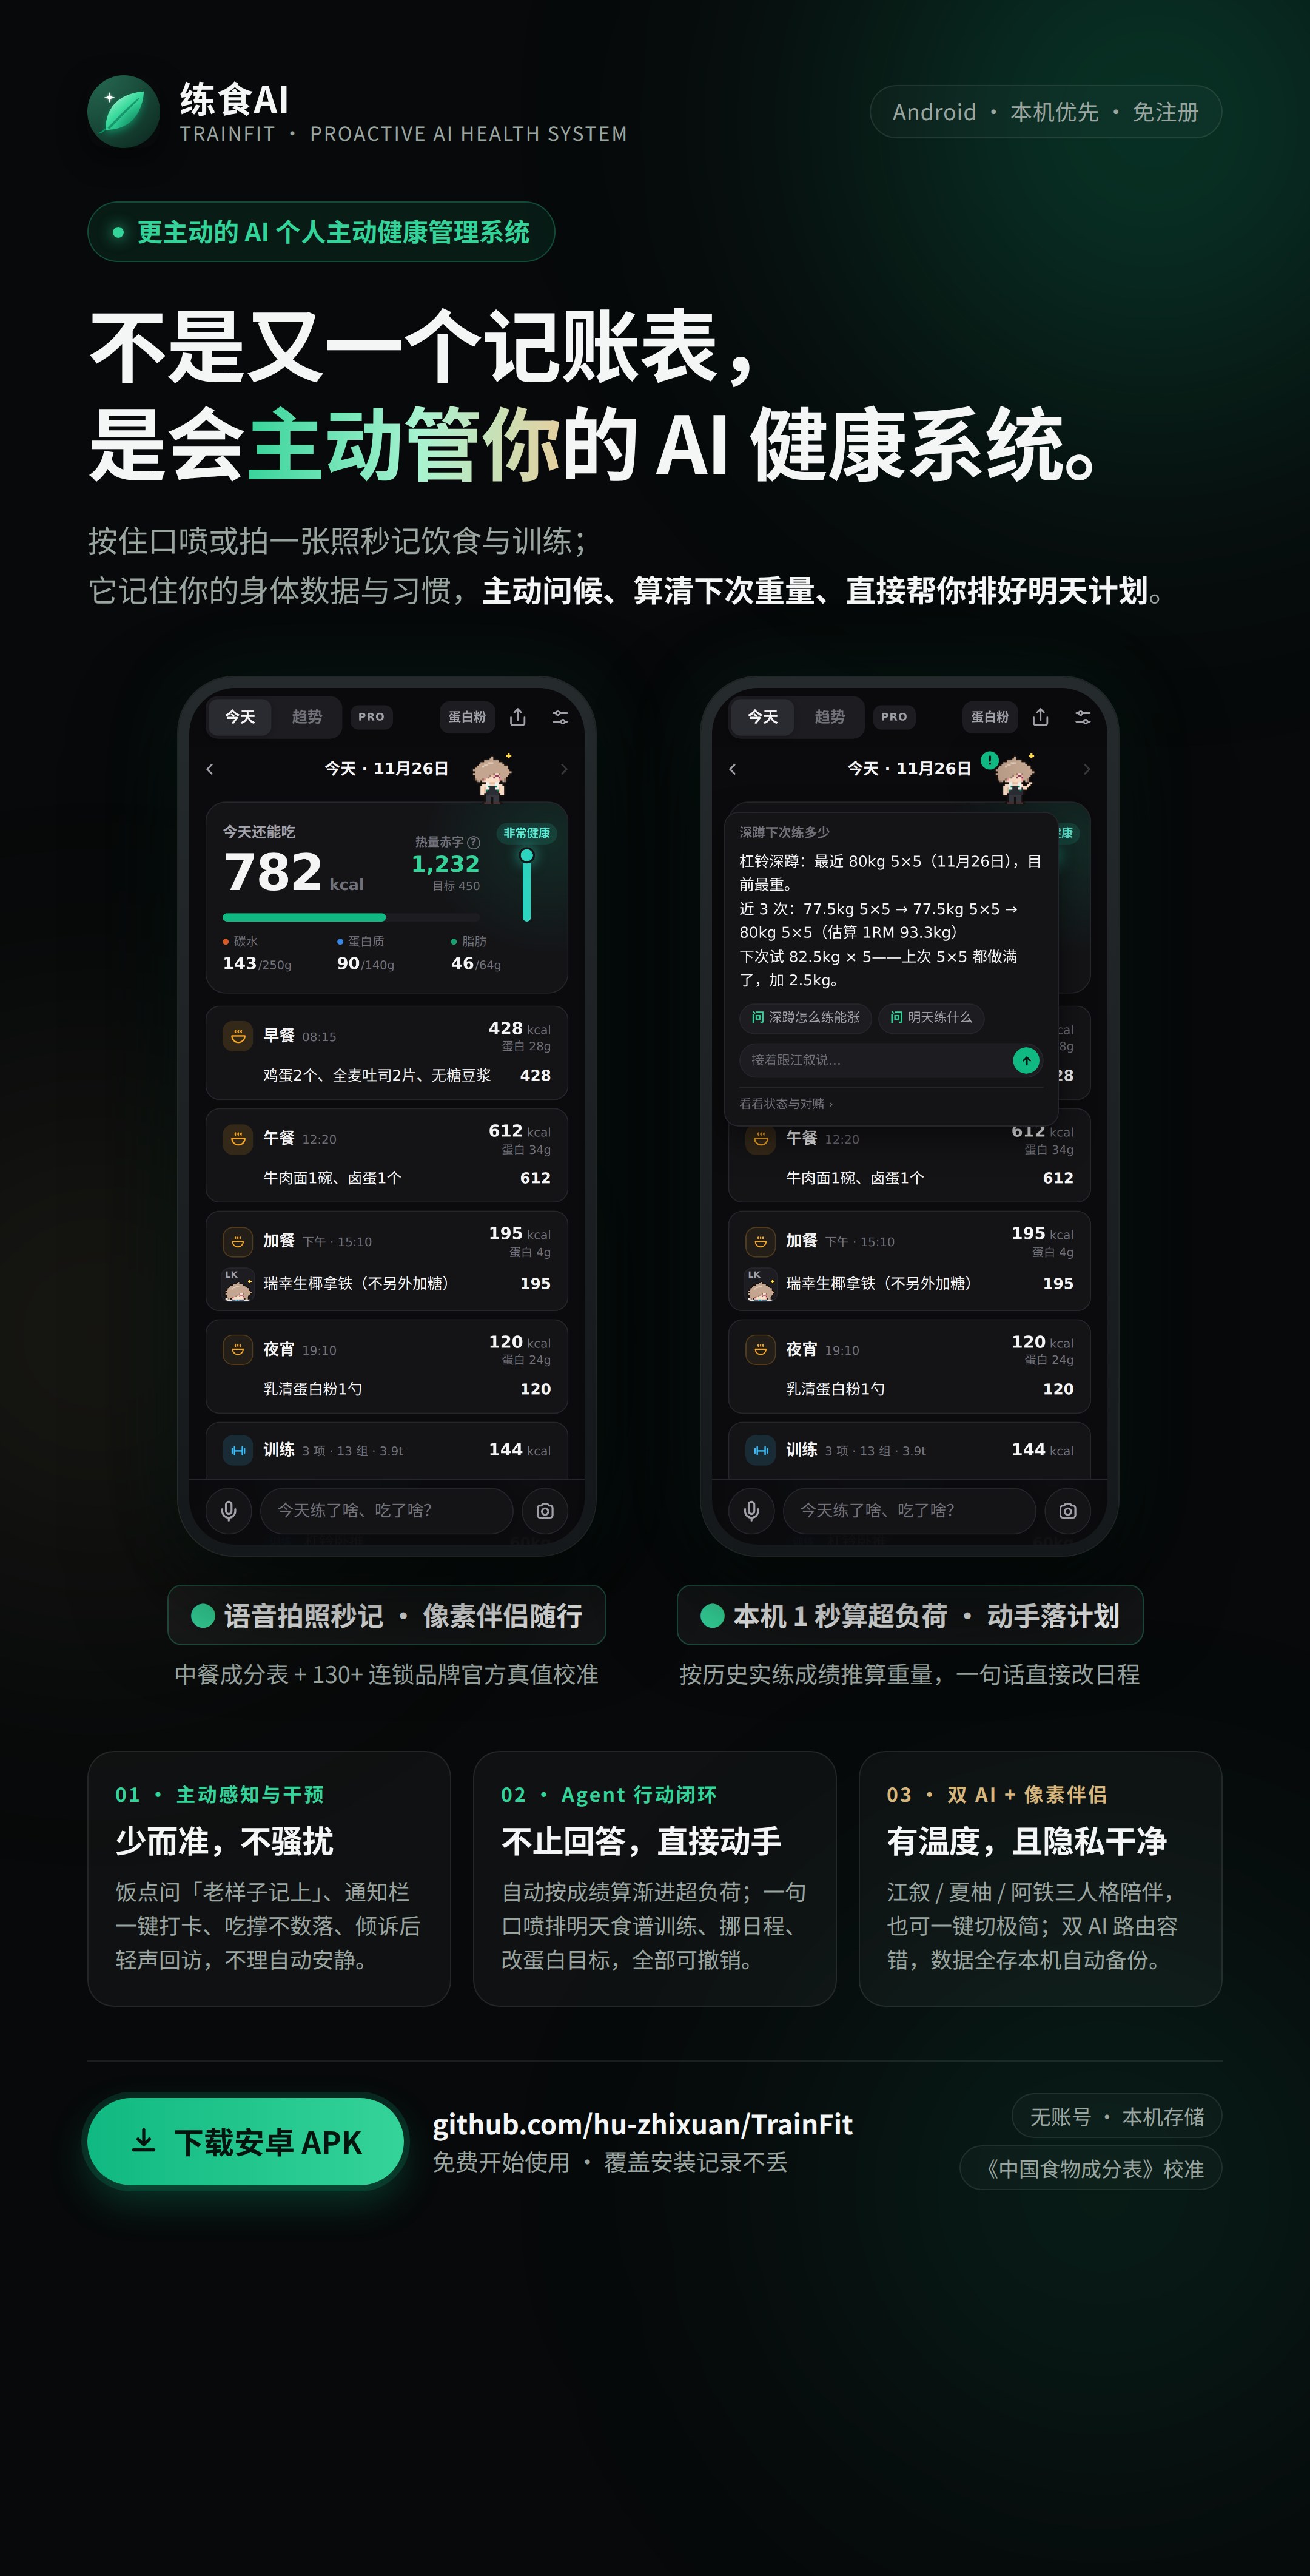 练食AI
TRAINFIT • PROACTIVE AI HEALTH SYSTEM
Android • 本机优先 • 免注册
更主动的 AI 个人主动健康管理系统
不是又一个记账表，
是会主动管你的 AI 健康系统。
按住口喷或拍一张照秒记饮食与训练；
它记住你的身体数据与习惯，主动问候、算清下次重量、直接帮你排好明天计划。
今天 趋势 PRO 蛋白粉
今天 · 11月26日
今天还能吃
782 kcal
热量赤字 ?
1,232
目标 450
非常健康
碳水 蛋白质 脂肪
143/250g 90/140g 46/64g
早餐 08:15 428 kcal
蛋白 28g
鸡蛋2个、全麦吐司2片、无糖豆浆 428
午餐 12:20 612 kcal
蛋白 34g
牛肉面1碗、卤蛋1个 612
加餐 下午 · 15:10 195 kcal
蛋白 4g
LK
瑞幸生椰拿铁（不另外加糖） 195
夜宵 19:10 120 kcal
蛋白 24g
乳清蛋白粉1勺 120
训练 3 项 · 13 组 · 3.9t 144 kcal
今天练了啥、吃了啥？
今天 趋势 PRO 蛋白粉
今天 · 11月26日
!
康
深蹲下次练多少
杠铃深蹲：最近 80kg 5×5（11月26日），目
前最重。
近 3 次：77.5kg 5×5 → 77.5kg 5×5 →
80kg 5×5（估算 1RM 93.3kg）
下次试 82.5kg × 5——上次 5×5 都做满
了，加 2.5kg。
问 深蹲怎么练能涨 问 明天练什么
接着跟江叙说…
看看状态与对赌 ›
cal
8g
28
午餐 12:20 612 kcal
蛋白 34g
牛肉面1碗、卤蛋1个 612
加餐 下午 · 15:10 195 kcal
蛋白 4g
LK
瑞幸生椰拿铁（不另外加糖） 195
夜宵 19:10 120 kcal
蛋白 24g
乳清蛋白粉1勺 120
训练 3 项 · 13 组 · 3.9t 144 kcal
今天练了啥、吃了啥？
语音拍照秒记 • 像素伴侣随行
中餐成分表 + 130+ 连锁品牌官方真值校准
本机 1 秒算超负荷 • 动手落计划
按历史实练成绩推算重量，一句话直接改日程
01 • 主动感知与干预
少而准，不骚扰
饭点问「老样子记上」、通知栏
一键打卡、吃撑不数落、倾诉后
轻声回访，不理自动安静。
02 • Agent 行动闭环
不止回答，直接动手
自动按成绩算渐进超负荷；一句
口喷排明天食谱训练、挪日程、
改蛋白目标，全部可撤销。
03 • 双 AI + 像素伴侣
有温度，且隐私干净
江叙 / 夏柚 / 阿铁三人格陪伴，
也可一键切极简；双 AI 路由容
错，数据全存本机自动备份。
下载安卓 APK
github.com/hu-zhixuan/TrainFit
免费开始使用 • 覆盖安装记录不丢
无账号 • 本机存储
《中国食物成分表》校准